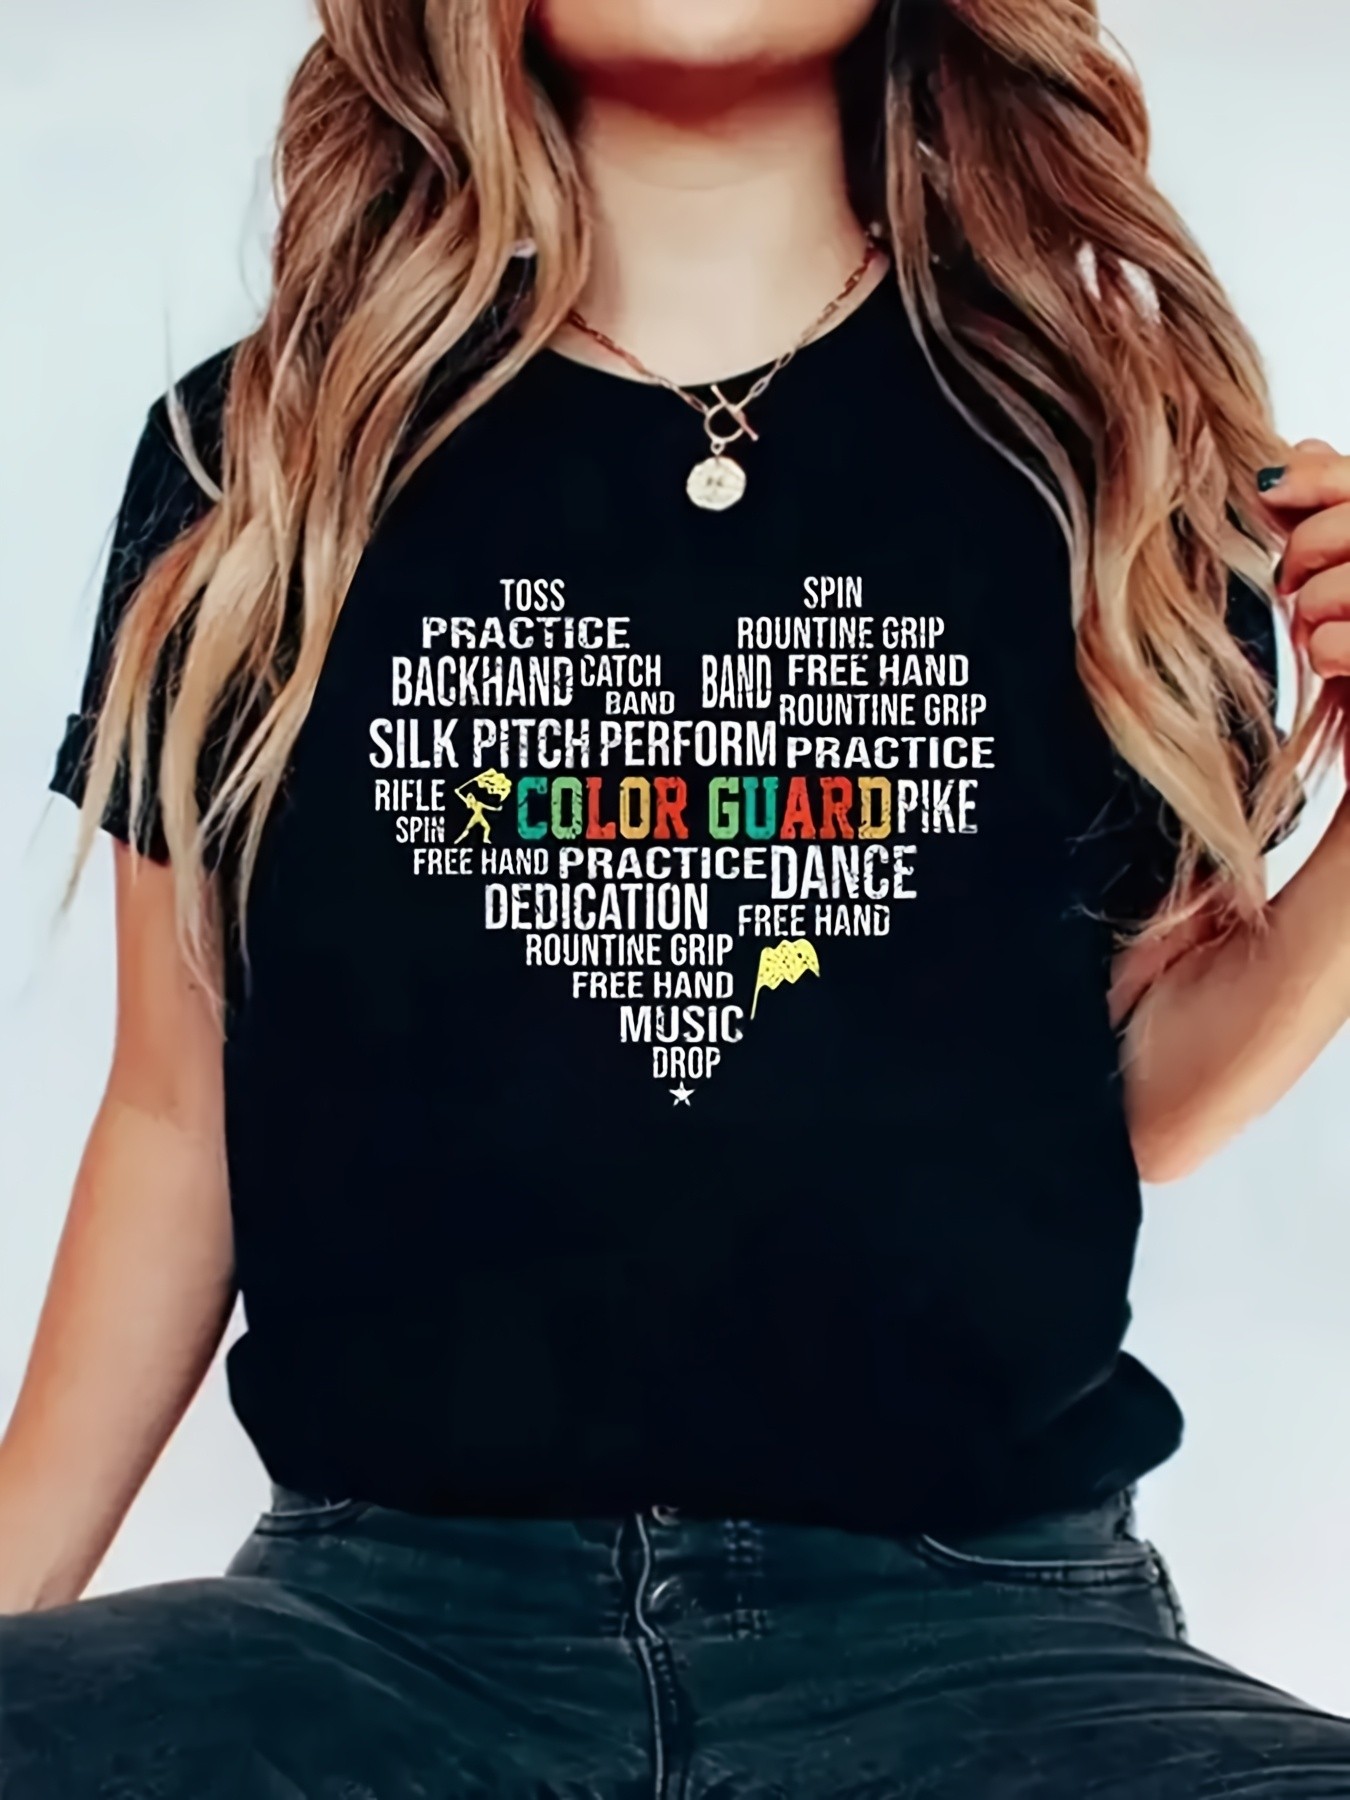 TOSS
SPIN
PRACTICE
ROUNTINE GRIP
BACKHAND CATCH
BAND
BAND FREE HAND
ROUNTINE GRIP
SILK PITCH PERFORM PRACTICE
RIFLE
SPIN
COLOR GUARD PIKE
FREE HAND PRACTICE DANCE
DEDICATION FREE HAND
ROUNTINE GRIP
FREE HAND
MUSIC
DROP